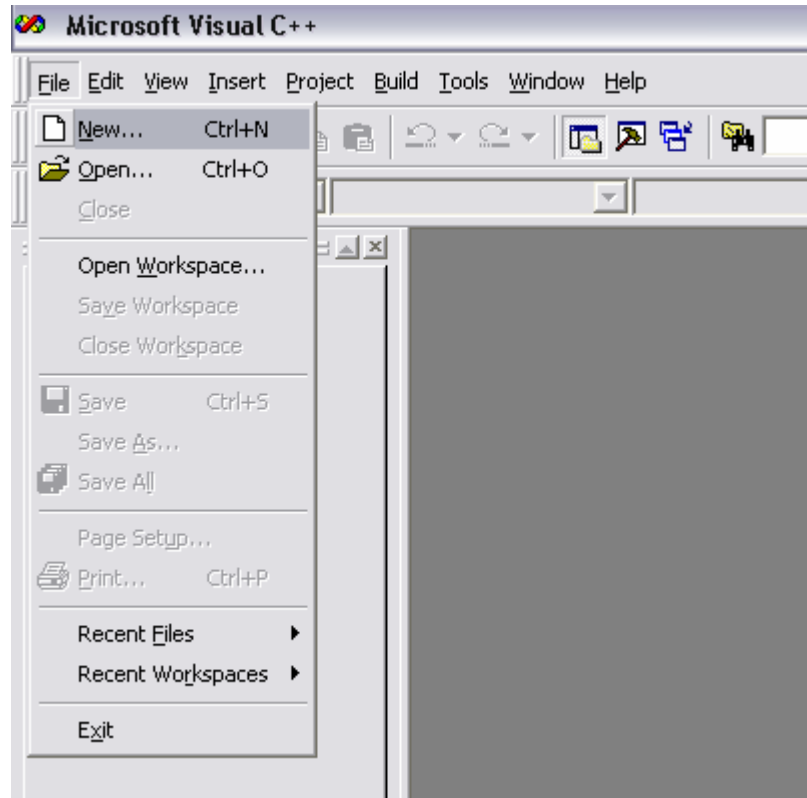 Microsoft Visual C++
File Edit View Insert Project Build Tools Window Help
New... Ctrl+N
Open... Ctrl+O
Close
Open Workspace...
Save Workspace
Close Workspace
Save Ctrl+S
Save As...
Save All
Page Setup...
Print... Ctrl+P
Recent Files
Recent Workspaces
Exit